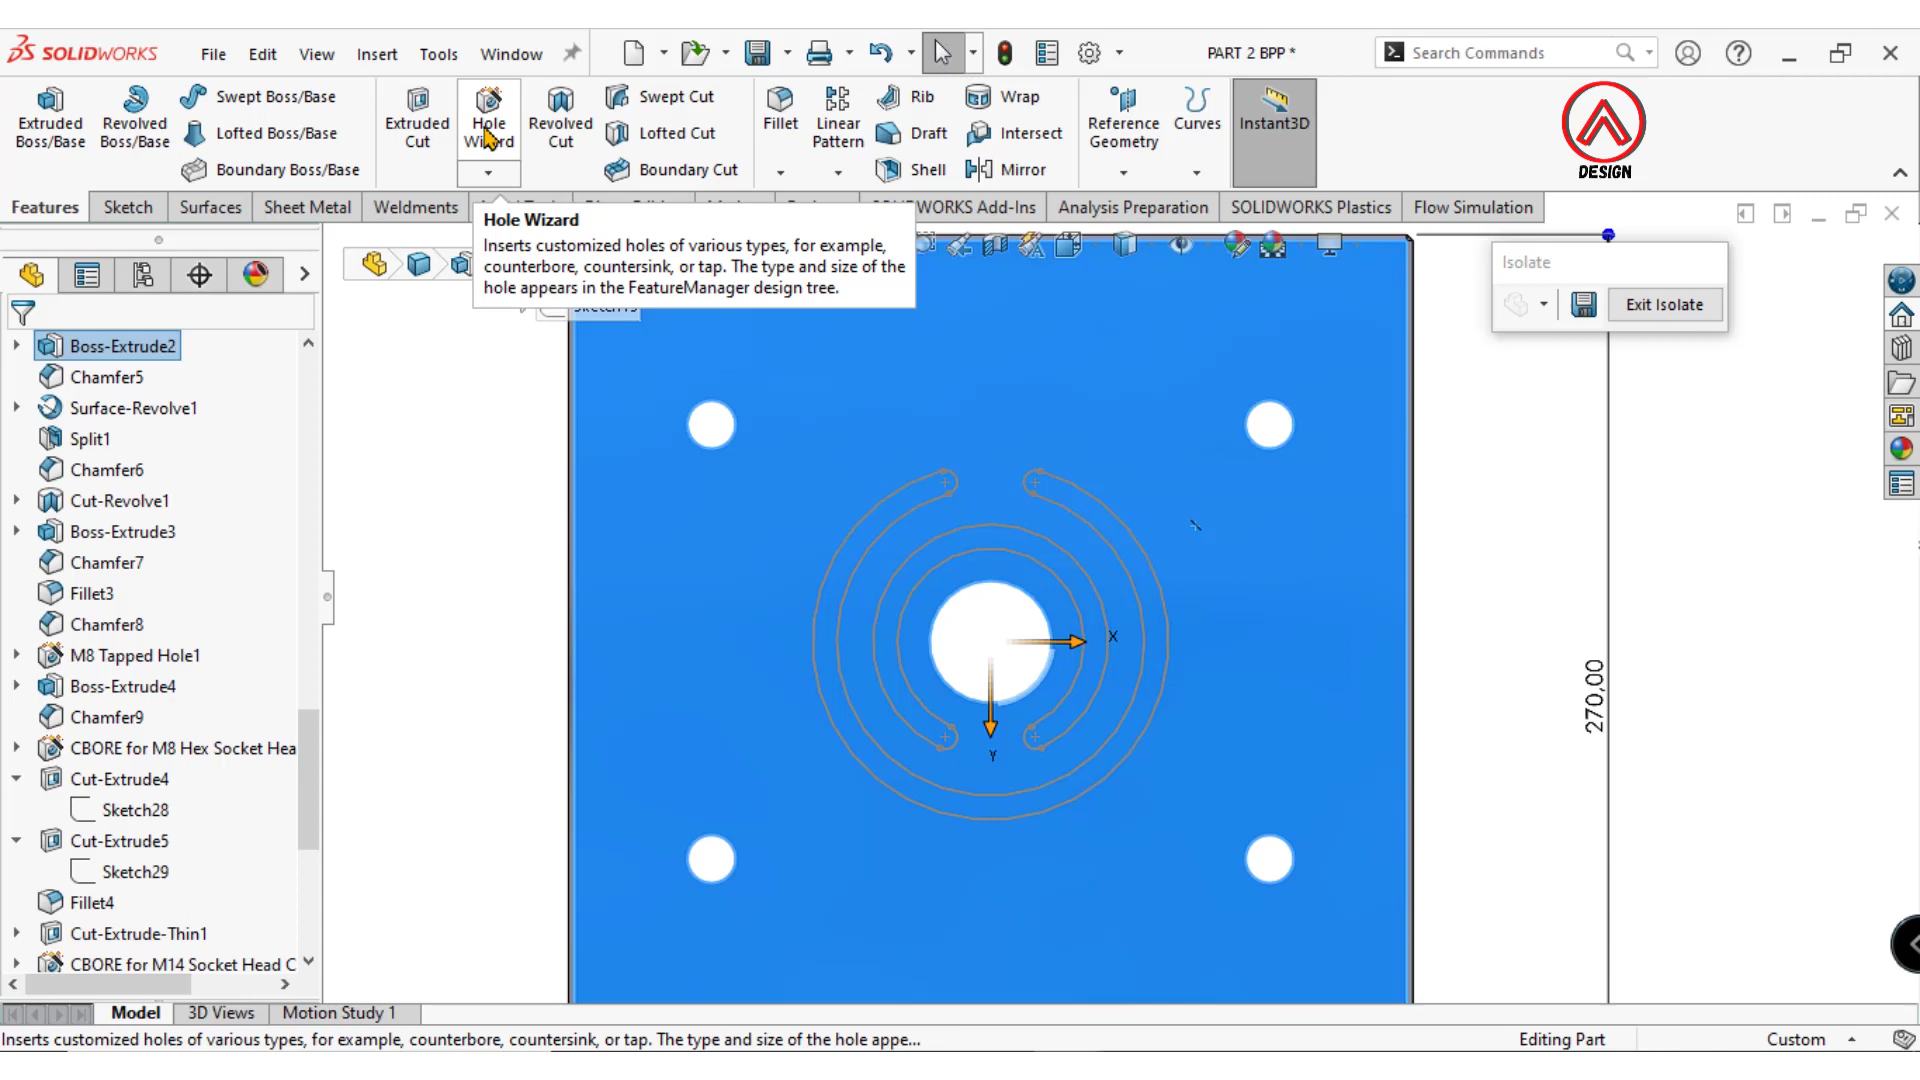 SOLIDWORKS
File
Edit
View
Insert
Tools
Window
PART 2 BPP *
Search Commands
Extruded Boss/Base
Revolved Boss/Base
Swept Boss/Base
Lofted Boss/Base
Boundary Boss/Base
Extruded Cut
Hole Wizard
Revolved Cut
Swept Cut
Lofted Cut
Boundary Cut
Fillet
Linear Pattern
Rib
Draft
Shell
Wrap
Intersect
Mirror
Reference Geometry
Curves
Instant3D
DESIGN
Features
Sketch
Surfaces
Sheet Metal
Weldments
WORKS Add-Ins
Analysis Preparation
SOLIDWORKS Plastics
Flow Simulation
Hole Wizard
Inserts customized holes of various types, for example,
counterbore, countersink, or tap. The type and size of the
hole appears in the FeatureManager design tree.
Isolate
Exit Isolate
Boss-Extrude2
Chamfer5
Surface-Revolve1
Split1
Chamfer6
Cut-Revolve1
Boss-Extrude3
Chamfer7
Fillet3
Chamfer8
M8 Tapped Hole1
Boss-Extrude4
Chamfer9
CBORE for M8 Hex Socket Hea
Cut-Extrude4
Sketch28
Cut-Extrude5
Sketch29
Fillet4
Cut-Extrude-Thin1
CBORE for M14 Socket Head C
X
Y
270,00
Model
3D Views
Motion Study 1
Inserts customized holes of various types, for example, counterbore, countersink, or tap. The type and size of the hole appe...
Editing Part
Custom